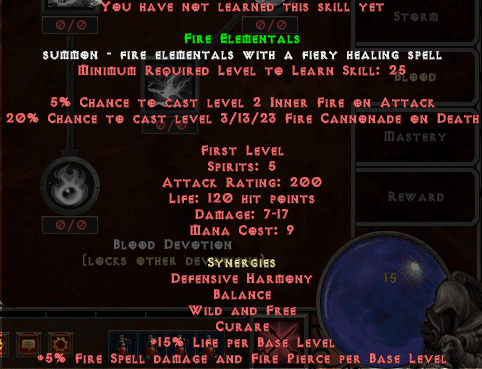 You have not learned this skill yet
Storm
Fire Elementals
summon - fire elementals with a fiery healing spell
Minimum Required Level to Learn Skill: 25
Blood
5% Chance to cast level 2 Inner Fire on Attack
20% Chance to cast level 3/13/23 Fire Cannonade on Death
0/0
Mastery
First Level
Spirits: 5
Attack Rating: 200
Life: 120 hit points
Reward
Damage: 7-17
0/0
Mana Cost: 9
Blood Devotion
(locks other devotions)
Synergies
Defensive Harmony
15
Balance
Wild and Free
Curare
+15% Life per Base Level
+5% Fire Spell damage and Fire Pierce per Base Level